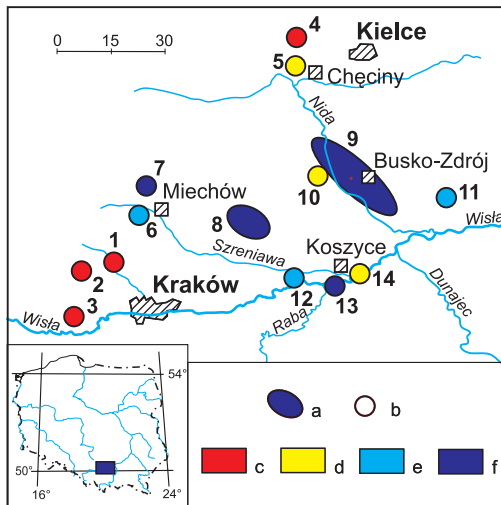 4
Kielce
0 15 30
5
Chęciny
Nida
9
7
Busko-Zdrój
Miechów
10
11
6
8
Wisła
1
Szreniawa
Koszyce
2
14
Kraków
12
13
3
Wisła
Raba
Dunajec
54°
50°
16°
24°
a
b
c
d
e
f